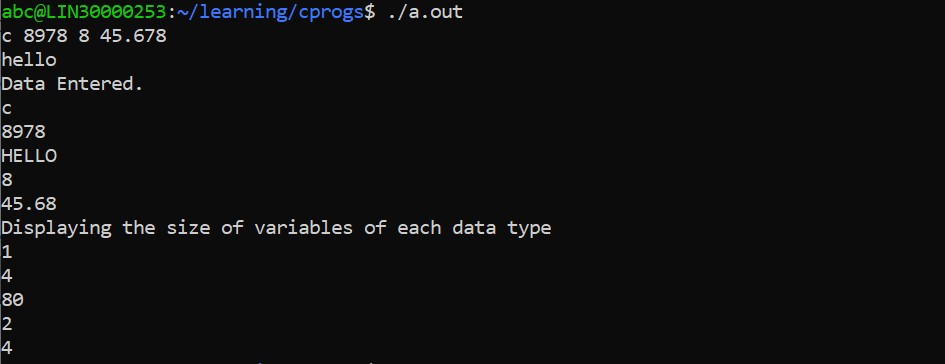 abc@LIN30000253:~/learning/cprogs$ ./a.out
c 8978 8 45.678
hello
Data Entered.
c
8978
HELLO
8
45.68
Displaying the size of variables of each data type
1
4
80
2
4